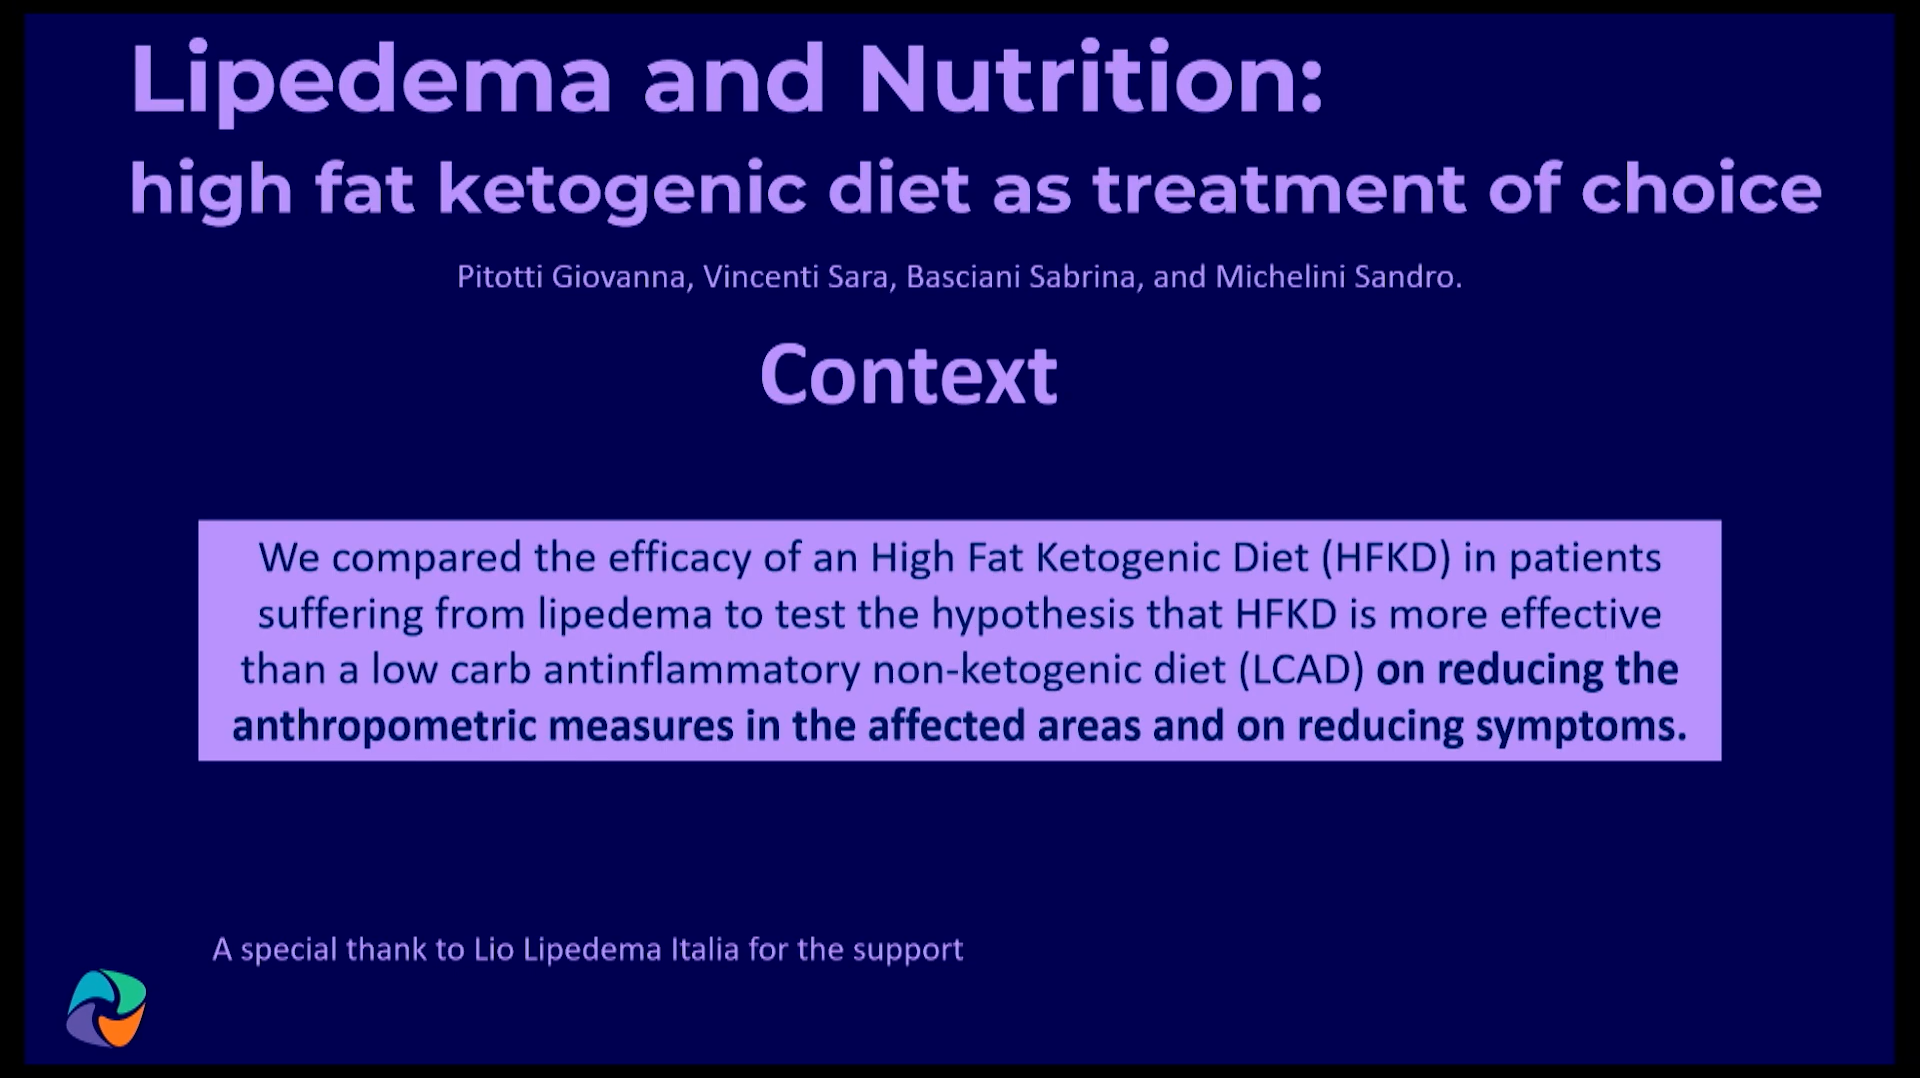 Lipedema and Nutrition:
high fat ketogenic diet as treatment of choice
Pitotti Giovanna, Vincenti Sara, Basciani Sabrina, and Michelini Sandro.
Context
We compared the efficacy of an High Fat Ketogenic Diet (HFKD) in patients
suffering from lipedema to test the hypothesis that HFKD is more effective
than a low carb antinflammatory non-ketogenic diet (LCAD) on reducing the
anthropometric measures in the affected areas and on reducing symptoms.
A special thank to Lio Lipedema Italia for the support